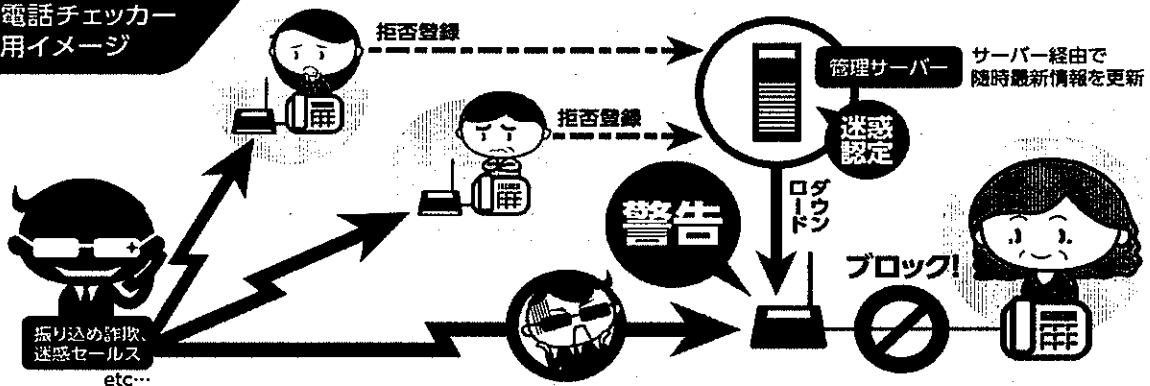 電話チェッカー
用イメージ
拒否登録
拒否登録
管理サーバー
サーバー経由で
随時最新情報を更新
迷惑
認定
ダウン
ロード
警告
ブロック!
振り込め詐欺、
迷惑セールス
etc…